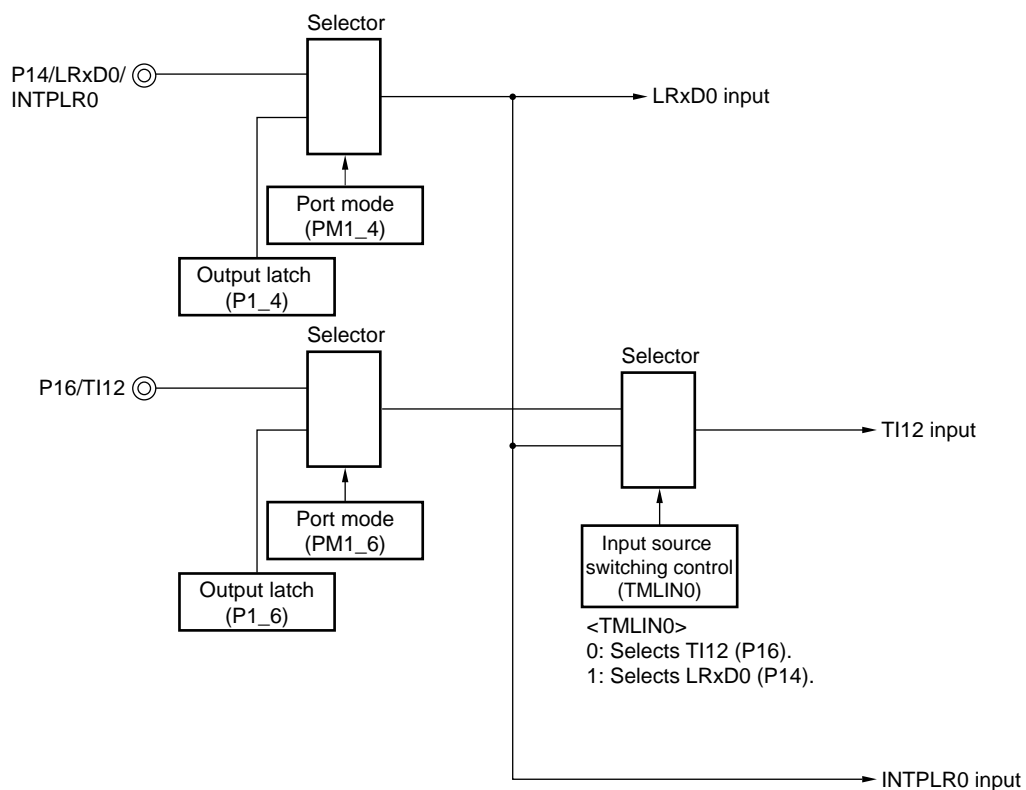 Selector
P14/LRxD0/
INTPLR0
LRxD0 input
Port mode
(PM1_4)
Output latch
(P1_4)
Selector
Selector
P16/TI12
TI12 input
Port mode
(PM1_6)
Input source
switching control
(TMLIN0)
Output latch
(P1_6)
<TMLIN0>
0: Selects TI12 (P16).
1: Selects LRxD0 (P14).
INTPLR0 input